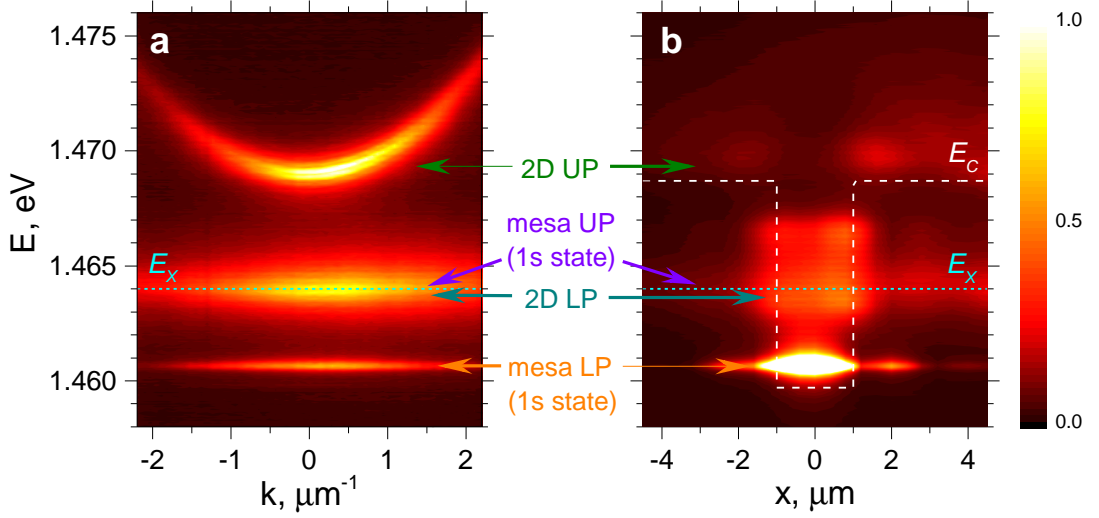 a
b
1.0
0.5
0.0
1.475
1.470
1.465
1.460
E, eV
E_X
2D UP
mesa UP
(1s state)
2D LP
mesa LP
(1s state)
E_C
E_X
-2 -1 0 1 2
k, μm⁻¹
-4 -2 0 2 4
x, μm